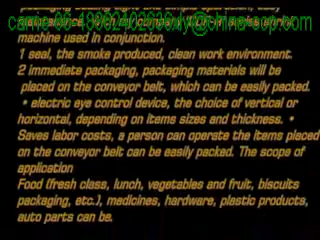 machine used in conjunction.
1 seal, the smoke produced, clean work environment.
2 immediate packaging, packaging materials will be
placed on the conveyor belt, which can be easily packed.
• electric eye control device, the choice of vertical or
horizontal, depending on items sizes and thickness. •
Saves labor costs, a person can operate the items placed
on the conveyor belt can be easily packed. The scope of
application
Food (fresh class, lunch, vegetables and fruit, biscuits
packaging, etc.), medicines, hardware, plastic products,
auto parts can be.